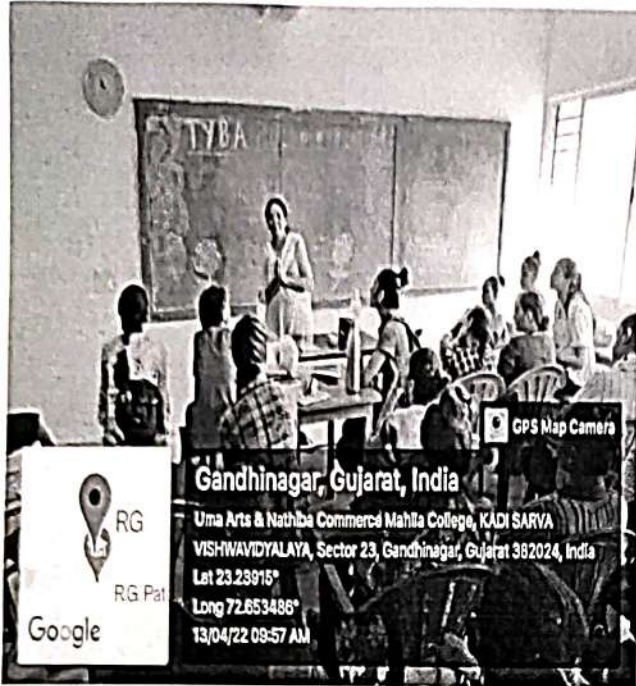 TYBA
GPS Map Camera
Gandhinagar, Gujarat, India
Uma Arts & Nathiba Commerce Mahila College, KADI SARVA
VISHWAVIDYALAYA, Sector 23, Gandhinagar, Gujarat 382024, India
Lat 23.23915°
Long 72.653486°
13/04/22 09:57 AM
RG
RG Pat
Google